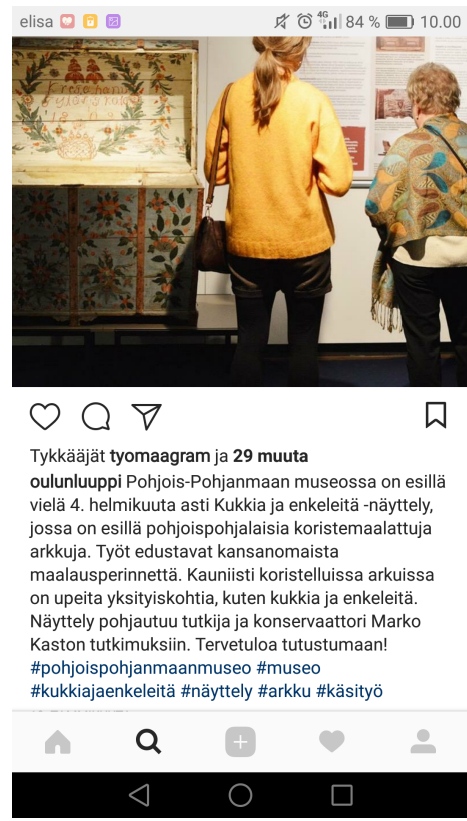 elisa 4G 84 % 10.00
Tykkääjät tyomaagram ja 29 muuta
oulunluuppi Pohjois-Pohjanmaan museossa on esillä
vielä 4. helmikuuta asti Kukkia ja enkeleitä -näyttely,
jossa on esillä pohjoispohjalaisia koristemaalattuja
arkkuja. Työt edustavat kansanomaista
maalausperinnettä. Kauniisti koristelluissa arkuissa
on upeita yksityiskohtia, kuten kukkia ja enkeleitä.
Näyttely pohjautuu tutkija ja konservaattori Marko
Kaston tutkimuksiin. Tervetuloa tutustumaan!
#pohjoispohjanmaanmuseo #museo
#kukkiajaenkeleitä #näyttely #arkku #käsityö